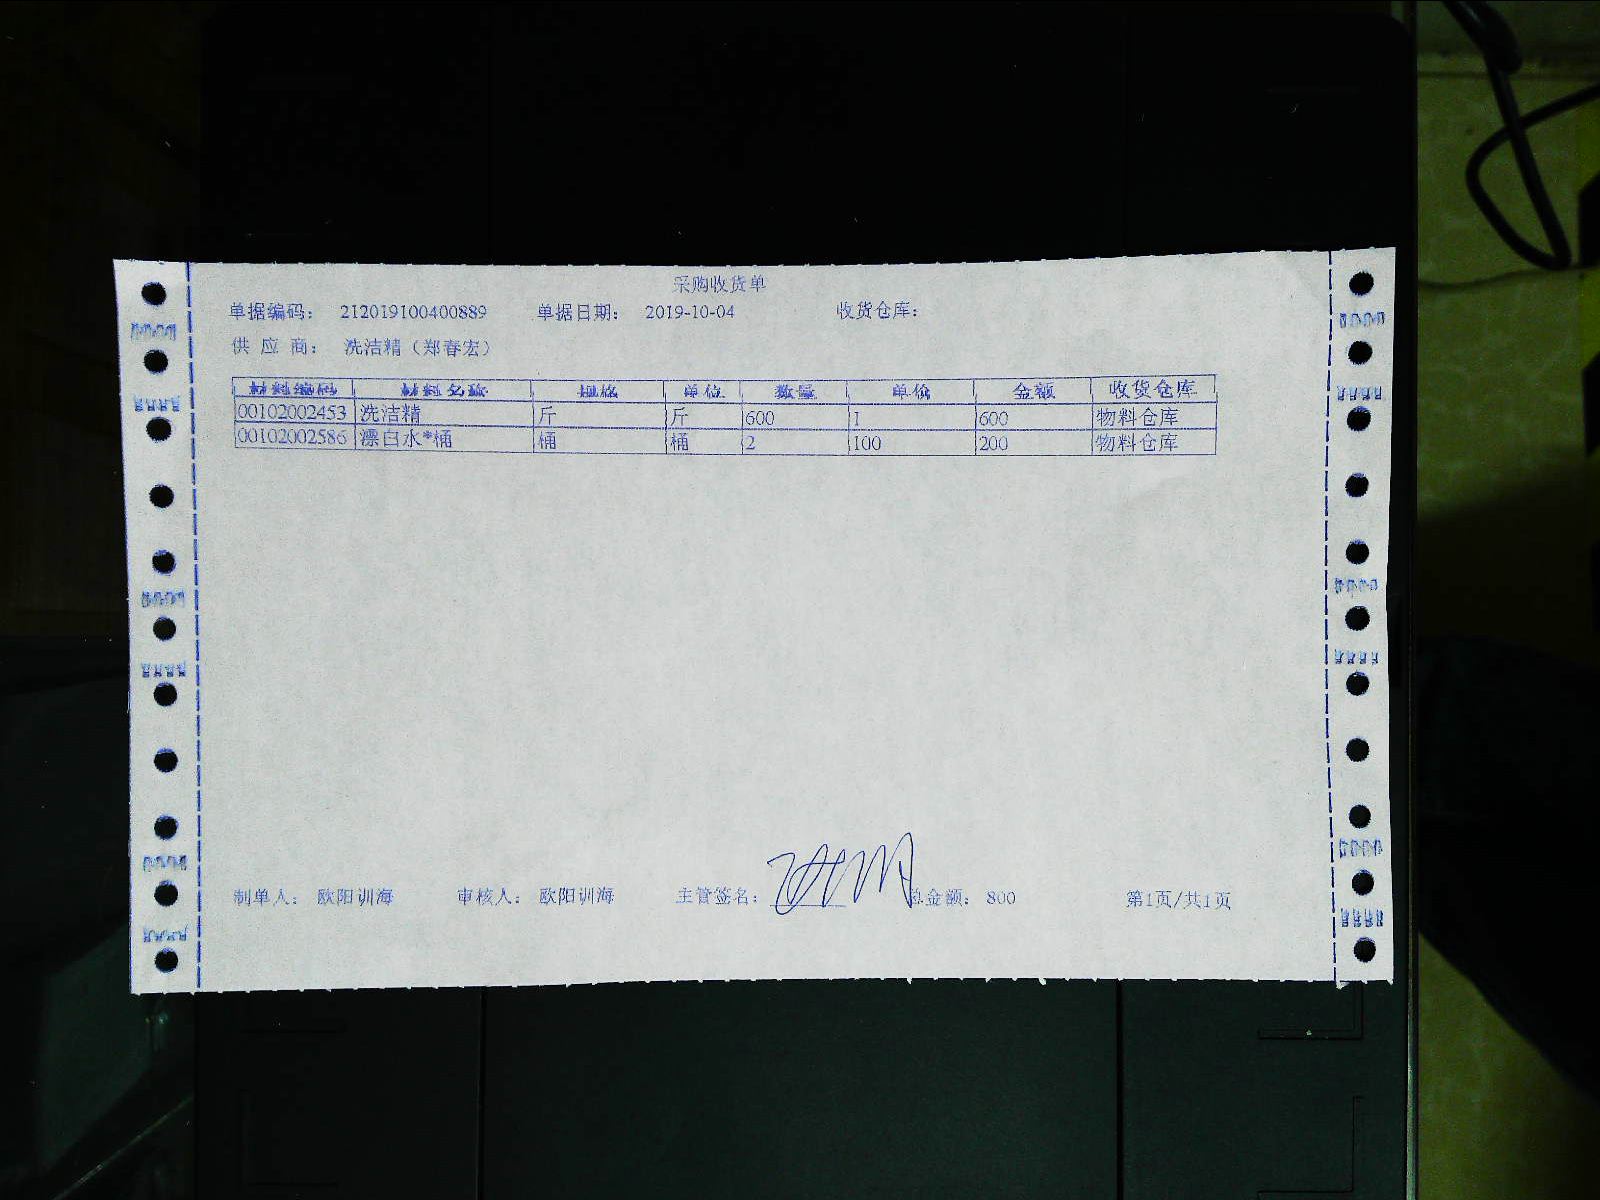 采购收货单
单据编码: 212019100400889 单据日期: 2019-10-04 收货仓库:
供 应 商: 洗洁精（郑春宏）
材料编码 材料名称 规格 单位 数量 单价 金额 收货仓库
00102002453 洗洁精 斤 斤 600 1 600 物料仓库
00102002586 漂白水*桶 桶 桶 2 100 200 物料仓库
制单人: 欧阳训海 审核人: 欧阳训海 主管签名: 总金额: 800 第1页/共1页